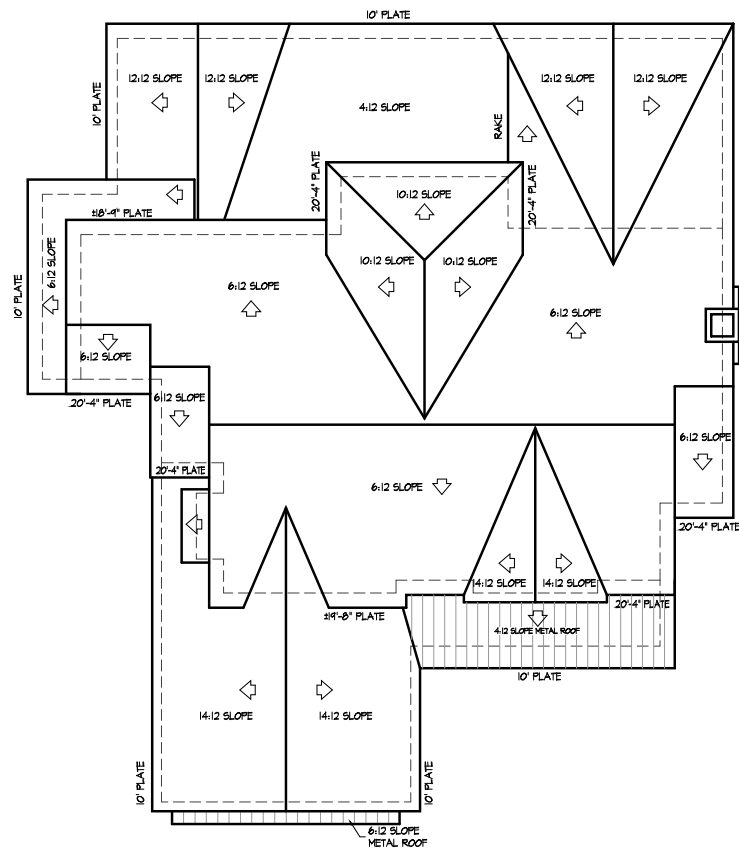 10' PLATE
12:12 SLOPE
12:12 SLOPE
12:12 SLOPE
12:12 SLOPE
4:12 SLOPE
10' PLATE
RAKE
20'-4" PLATE
20'-4" PLATE
10:12 SLOPE
±18'-9" PLATE
6:12 SLOPE
10' PLATE
10:12 SLOPE
10:12 SLOPE
6:12 SLOPE
6:12 SLOPE
6:12 SLOPE
20'-4" PLATE
6:12 SLOPE
6:12 SLOPE
20'-4" PLATE
6:12 SLOPE
20'-4" PLATE
14:12 SLOPE
14:12 SLOPE
20'-4" PLATE
±19'-8" PLATE
4:12 SLOPE METAL ROOF
10' PLATE
14:12 SLOPE
14:12 SLOPE
10' PLATE
10' PLATE
6:12 SLOPE
METAL ROOF